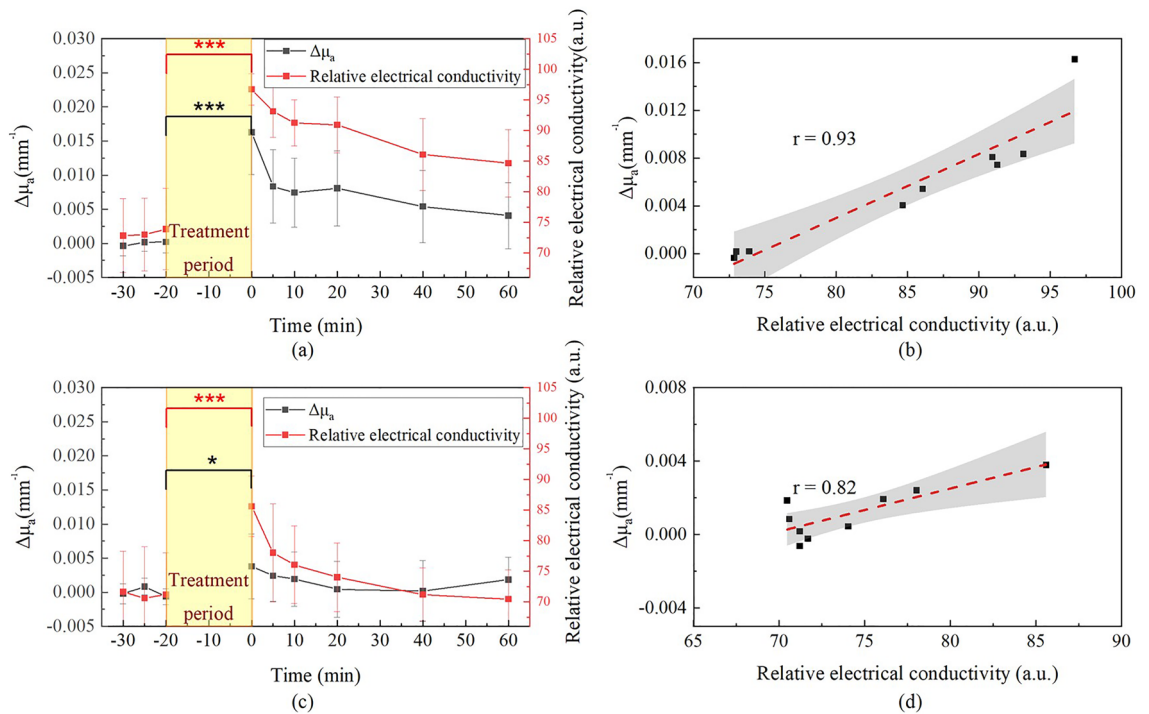 0.030
0.025
0.020
0.015
0.010
0.005
0.000
-0.005
Δμa(mm-1)
***
***
Treatment
period
Δμa
Relative electrical conductivity
105
100
95
90
85
80
75
70
Relative electrical conductivity(a.u.)
-30 -20 -10 0 10 20 30 40 50 60
Time (min)
(a)
0.016
0.012
0.008
0.004
0.000
Δμa(mm-1)
r = 0.93
70 75 80 85 90 95 100
Relative electrical conductivity (a.u.)
(b)
0.030
0.025
0.020
0.015
0.010
0.005
0.000
-0.005
Δμa(mm-1)
***
*
Treatment
period
Δμa
Relative electrical conductivity
105
100
95
90
85
80
75
70
Relative electrical conductivity (a.u.)
-30 -20 -10 0 10 20 30 40 50 60
Time (min)
(c)
0.008
0.004
0.000
-0.004
Δμa(mm-1)
r = 0.82
65 70 75 80 85 90
Relative electrical conductivity (a.u.)
(d)